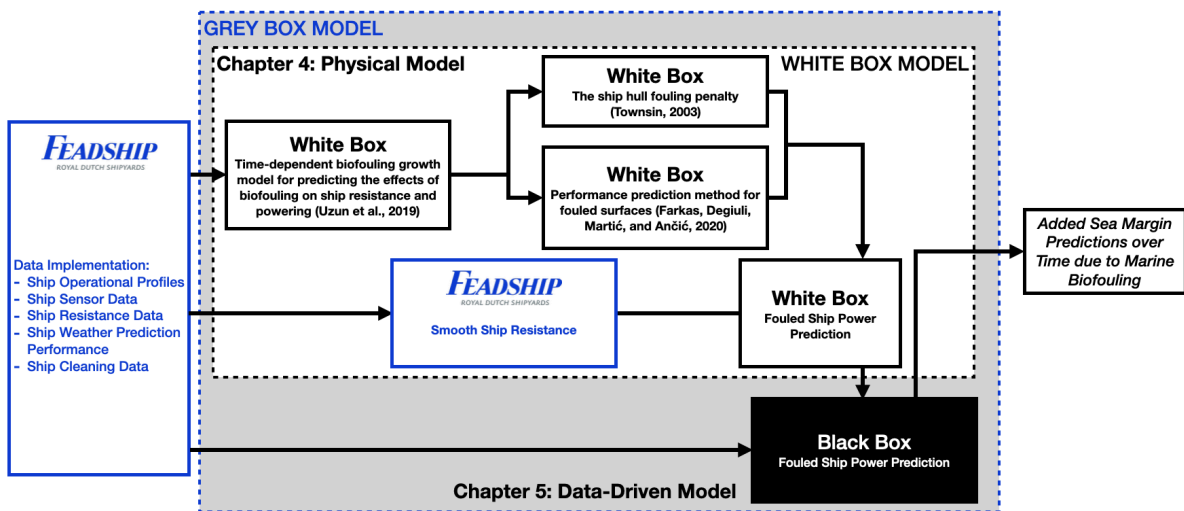 GREY BOX MODEL
Chapter 4: Physical Model
WHITE BOX MODEL
FEADSHIP
ROYAL DUTCH SHIPYARDS
Data Implementation:
- Ship Operational Profiles
- Ship Sensor Data
- Ship Resistance Data
- Ship Weather Prediction
Performance
- Ship Cleaning Data
White Box
Time-dependent biofouling growth
model for predicting the effects of
biofouling on ship resistance and
powering (Uzun et al., 2019)
White Box
The ship hull fouling penalty
(Townsin, 2003)
White Box
Performance prediction method for
fouled surfaces (Farkas, Degiuli,
Martić, and Ančić, 2020)
FEADSHIP
ROYAL DUTCH SHIPYARDS
Smooth Ship Resistance
White Box
Fouled Ship Power
Prediction
Added Sea Margin
Predictions over
Time due to Marine
Biofouling
Black Box
Fouled Ship Power Prediction
Chapter 5: Data-Driven Model